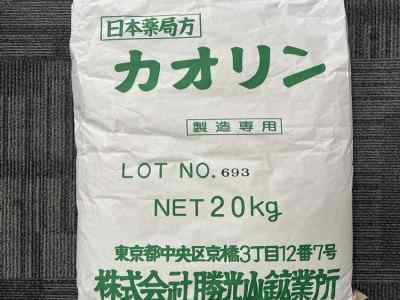 日本薬局方
カオリン
製造専用
LOT NO. 693
NET 20kg
東京都中央区京橋3丁目12番7号
株式会社勝光山鉱業所